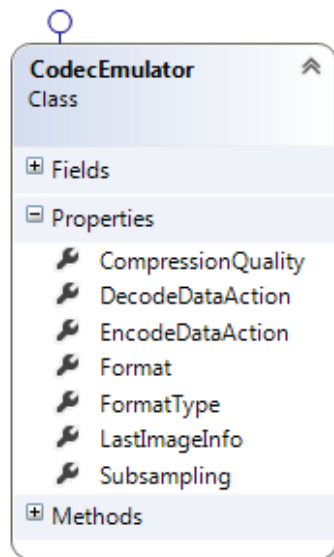 CodecEmulator
Class
Fields
Properties
CompressionQuality
DecodeDataAction
EncodeDataAction
Format
FormatType
LastImageInfo
Subsampling
Methods